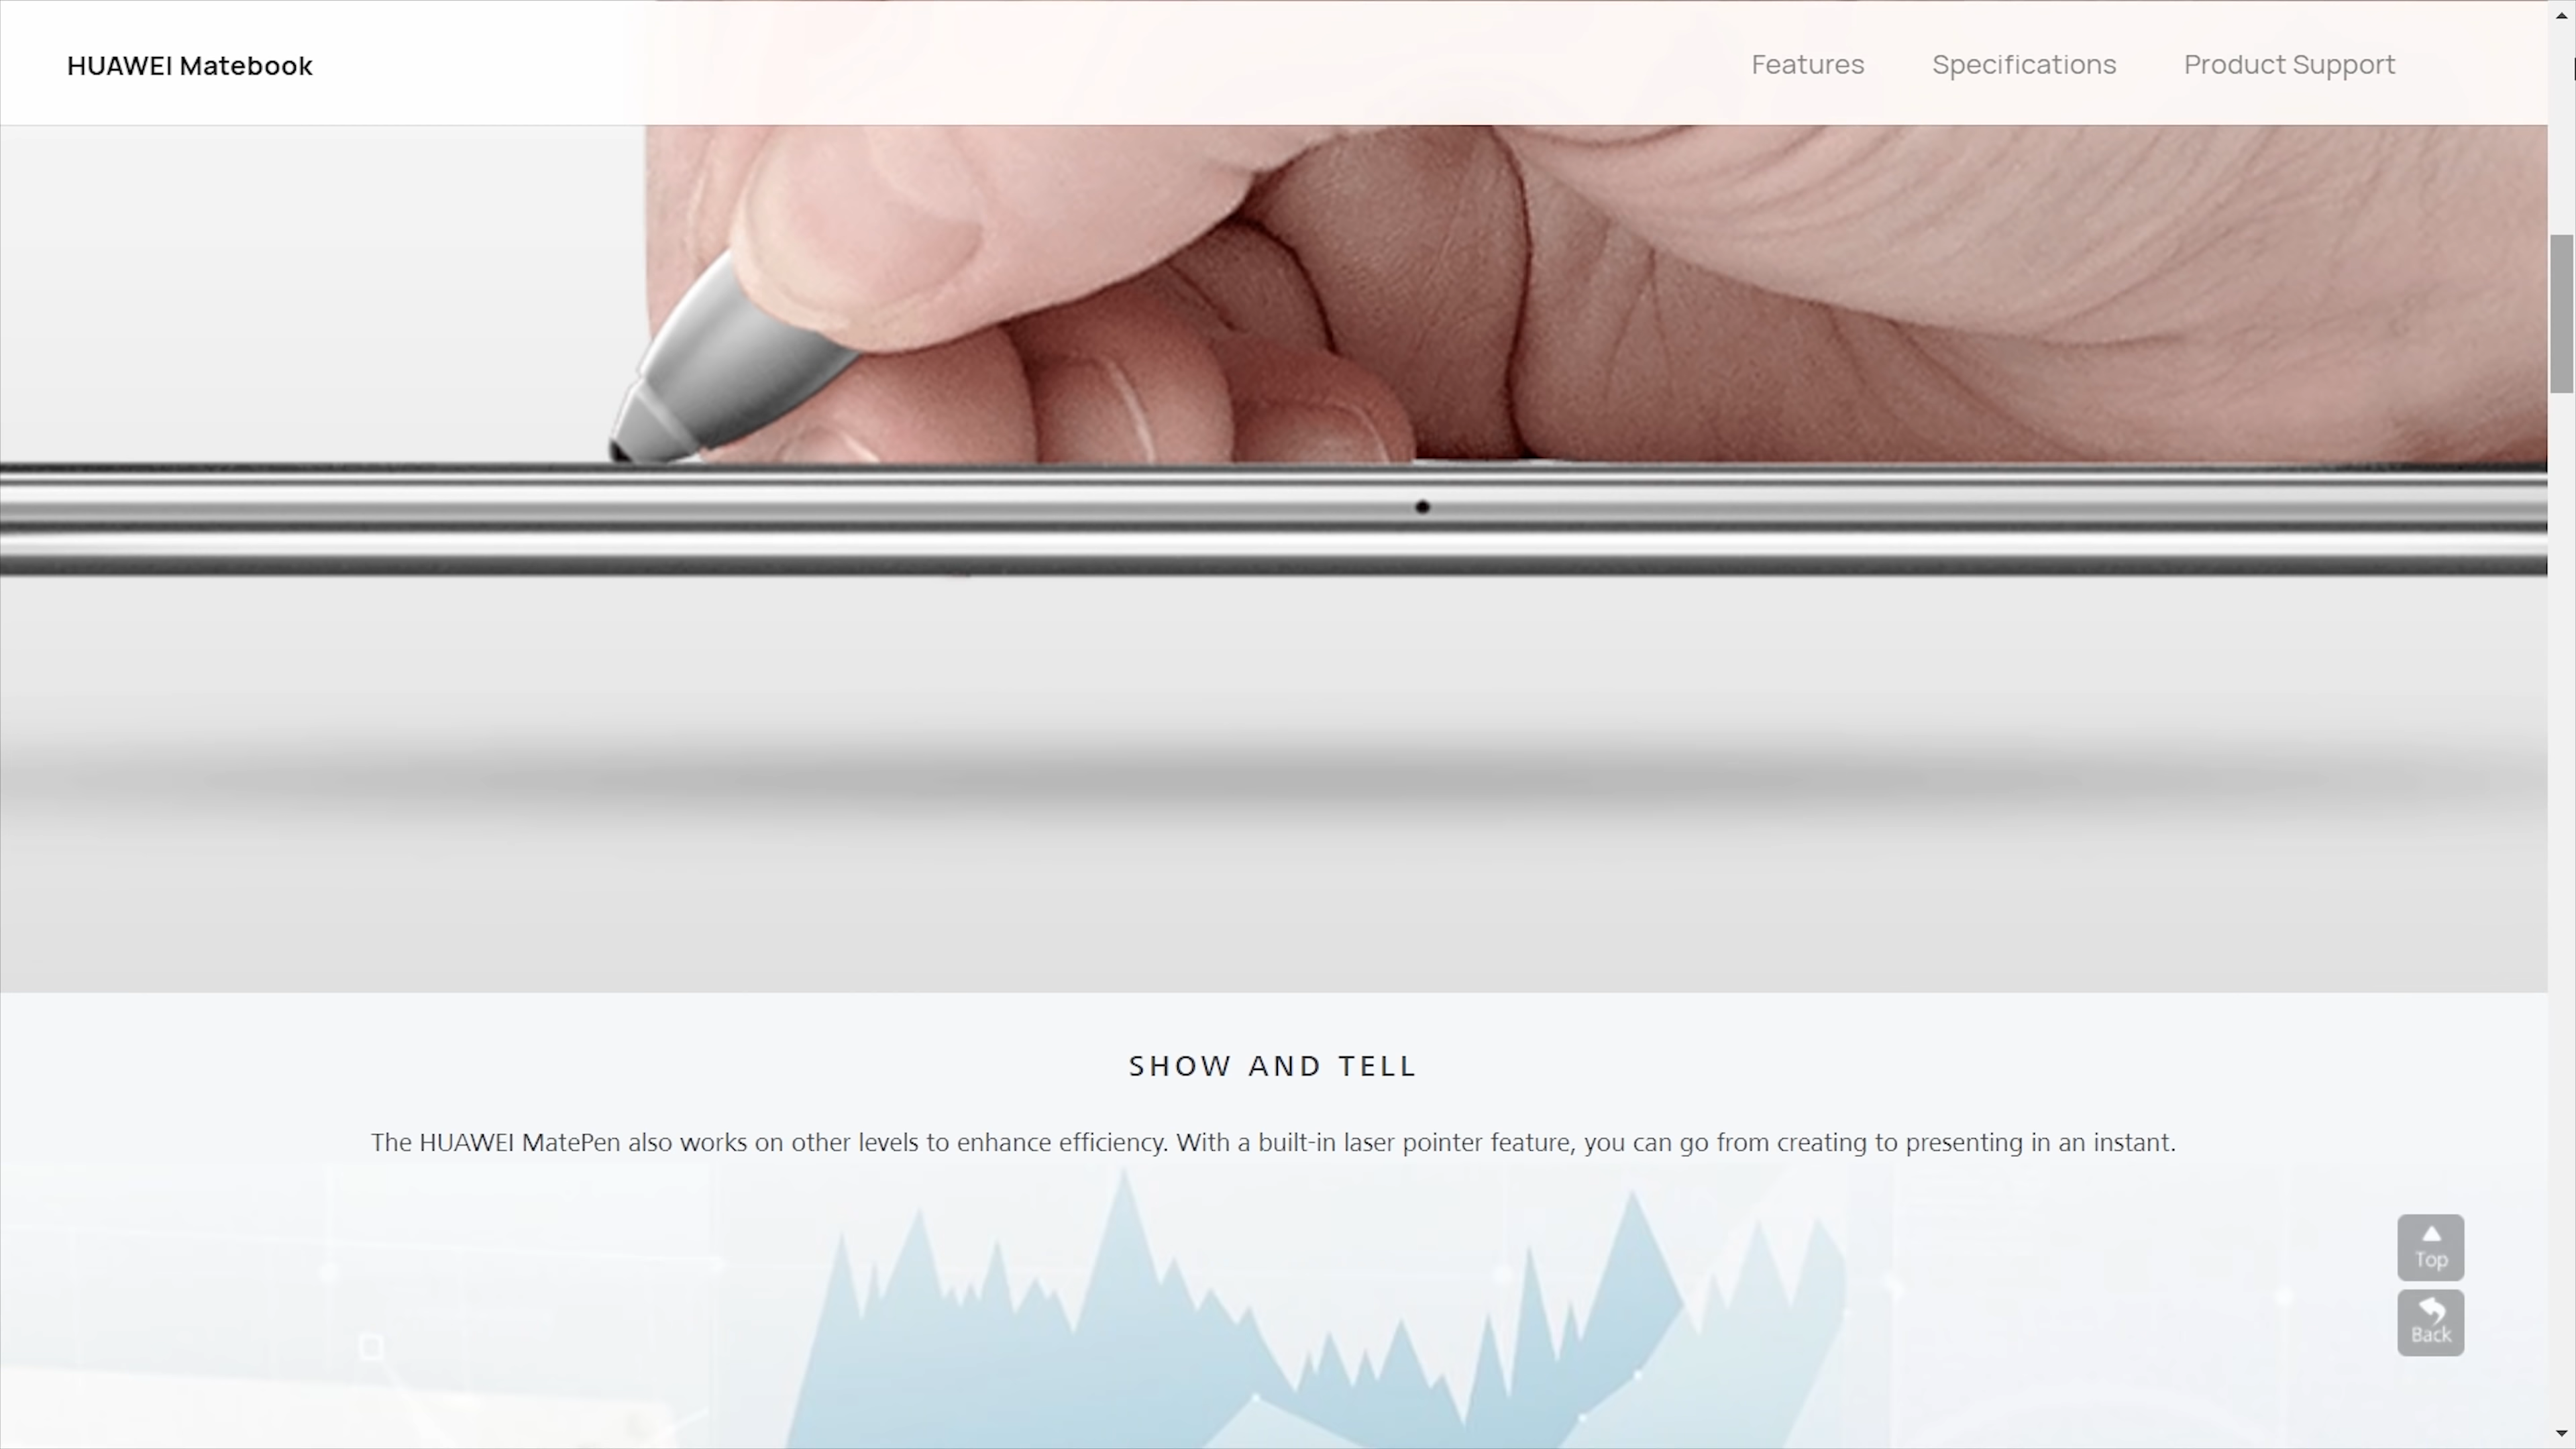 HUAWEI Matebook
Features
Specifications
Product Support
SHOW AND TELL
The HUAWEI MatePen also works on other levels to enhance efficiency. With a built-in laser pointer feature, you can go from creating to presenting in an instant.
Top
Back